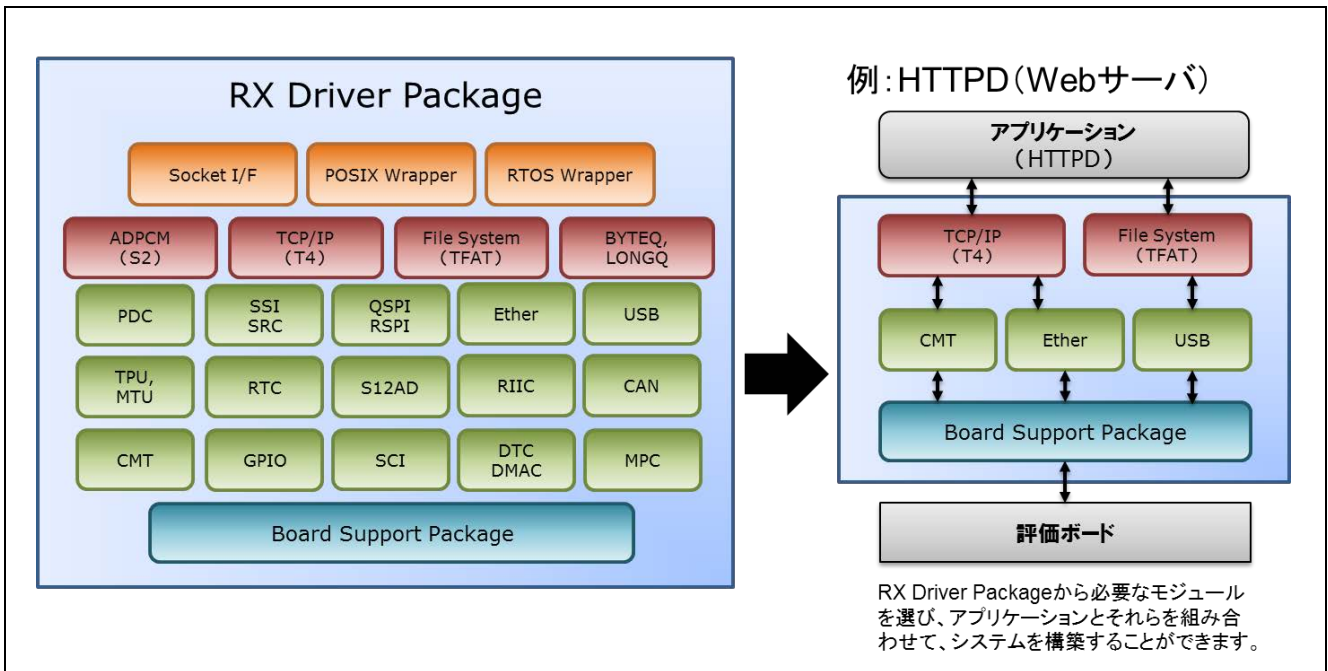 RX Driver Package
Socket I/F
POSIX Wrapper
RTOS Wrapper
ADPCM
(S2)
TCP/IP
(T4)
File System
(TFAT)
BYTEQ,
LONGQ
PDC
SSI
SRC
QSPI
RSPI
Ether
USB
TPU,
MTU
RTC
S12AD
RIIC
CAN
CMT
GPIO
SCI
DTC
DMAC
MPC
Board Support Package
例：HTTPD（Webサーバ）
アプリケーション
（HTTPD）
TCP/IP
(T4)
File System
(TFAT)
CMT
Ether
USB
Board Support Package
評価ボード
RX Driver Packageから必要なモジュール
を選び、アプリケーションとそれらを組み合
わせて、システムを構築することができます。